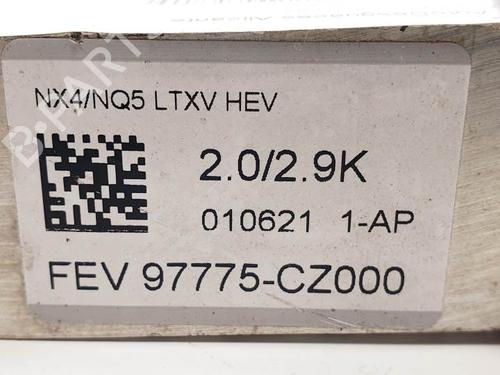 NX4/NQ5 LTXV HEV
2.0/2.9K
010621 1-AP
FEV 97775-CZ000